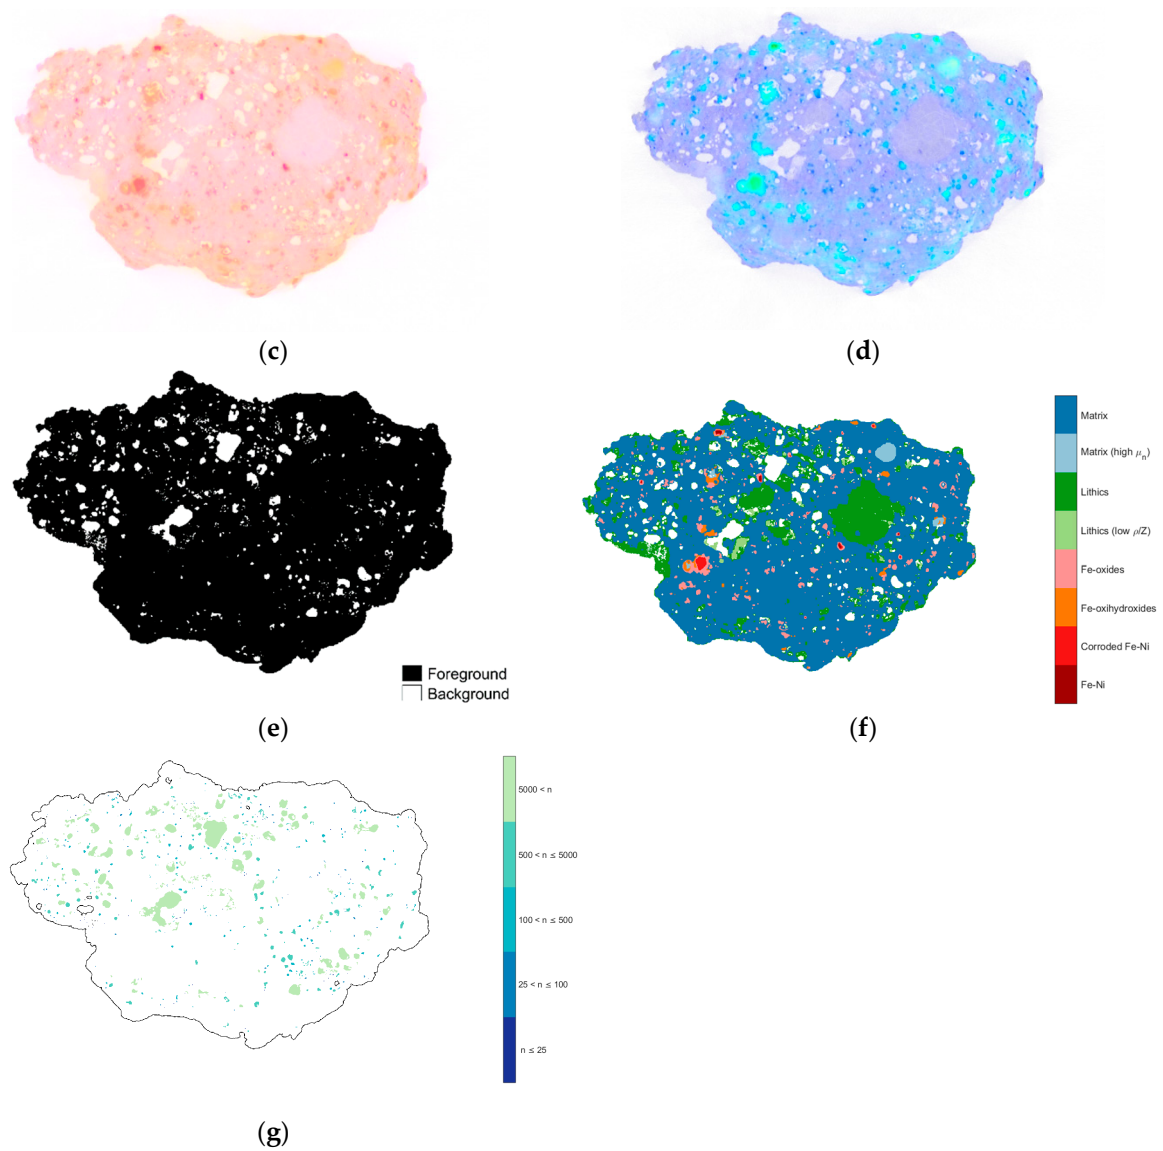 (c)
(d)
Foreground
Background
(e)
Matrix
Matrix (high μn)
Lithics
Lithics (low ρ/Z)
Fe-oxides
Fe-oxihydroxides
Corroded Fe-Ni
Fe-Ni
(f)
5000 < n
500 < n ≤ 5000
100 < n ≤ 500
25 < n ≤ 100
n ≤ 25
(g)